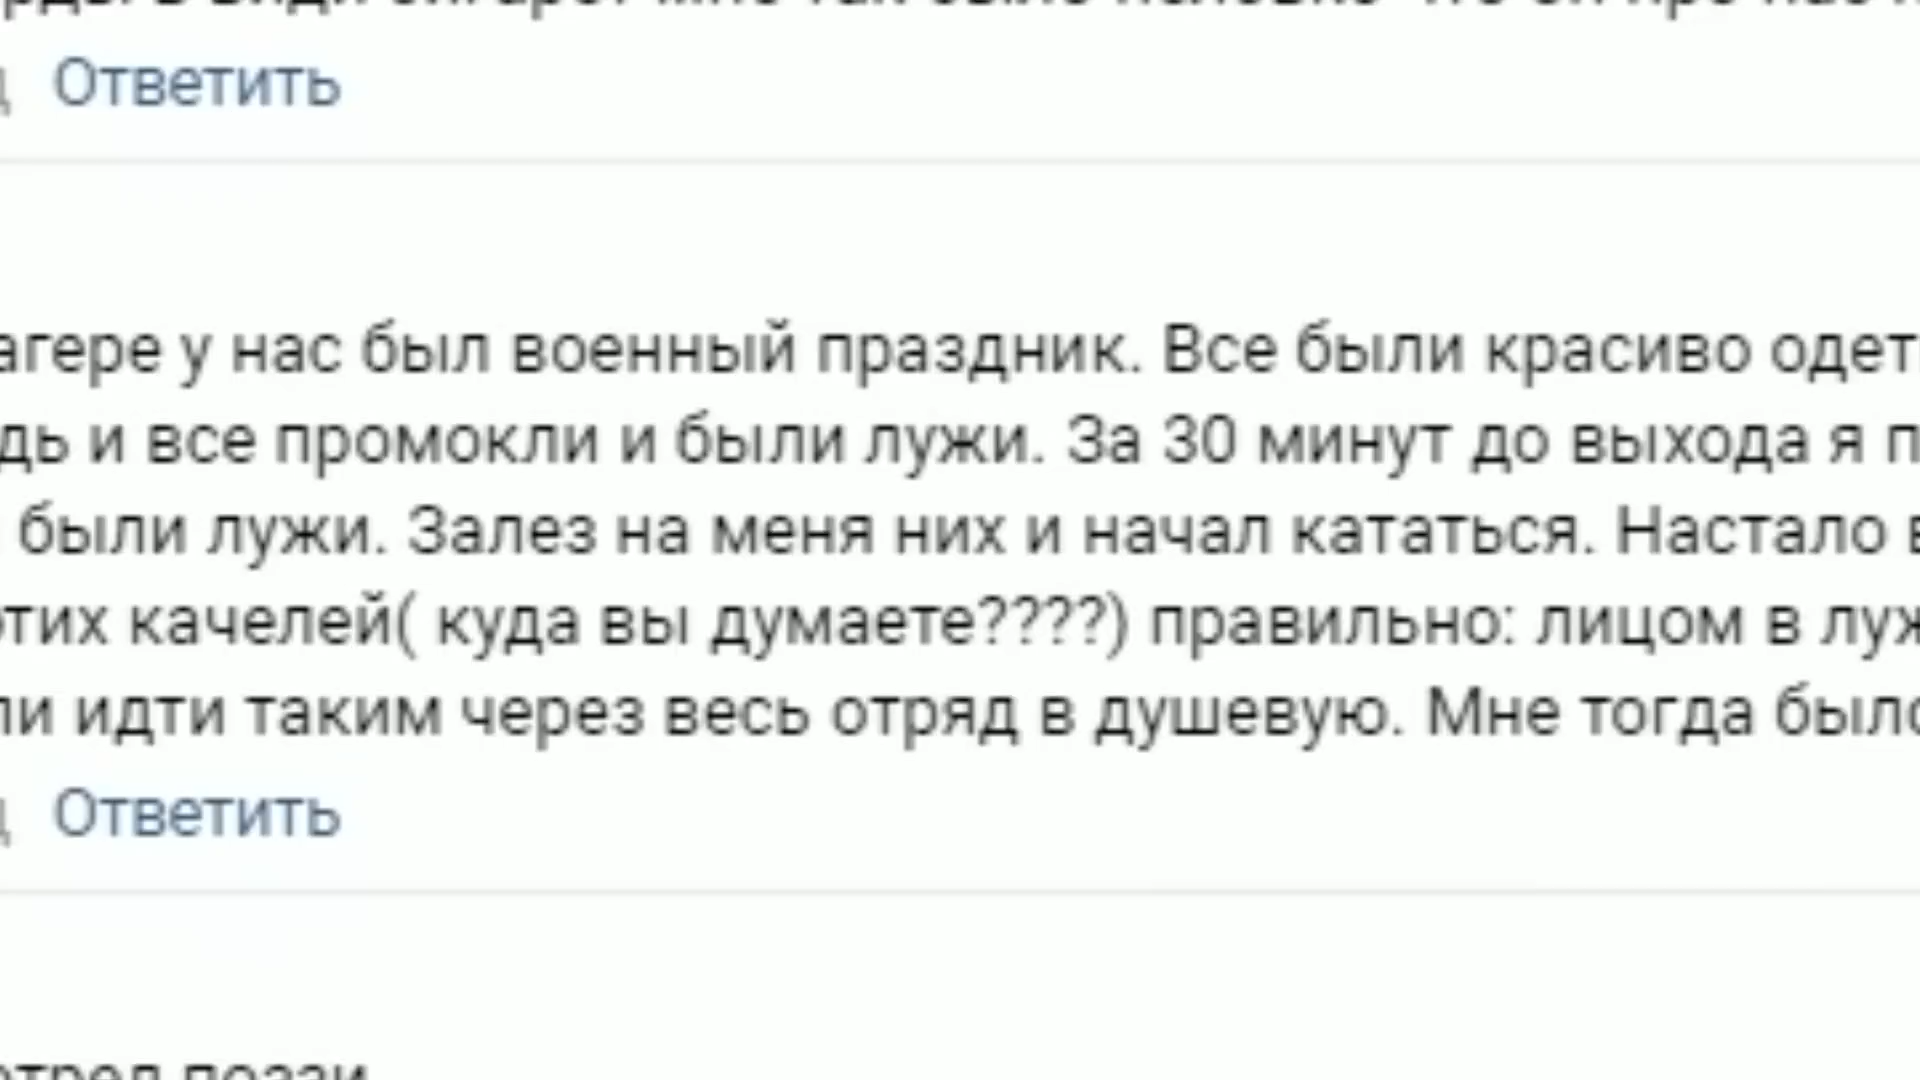 Ответить
агере у нас был военный праздник. Все были красиво одет
дь и все промокли и были лужи. За 30 минут до выхода я п
были лужи. Залез на меня них и начал кататься. Настало в
этих качелей( куда вы думаете????) правильно: лицом в луж
ли идти таким через весь отряд в душевую. Мне тогда было
Ответить